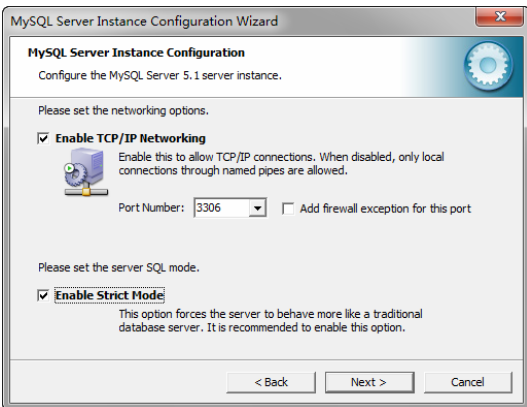 MySQL Server Instance Configuration Wizard
MySQL Server Instance Configuration
Configure the MySQL Server 5.1 server instance.
Please set the networking options.
Enable TCP/IP Networking
Enable this to allow TCP/IP connections. When disabled, only local
connections through named pipes are allowed.
Port Number: 3306 Add firewall exception for this port
Please set the server SQL mode.
Enable Strict Mode
This option forces the server to behave more like a traditional
database server. It is recommended to enable this option.
< Back Next > Cancel